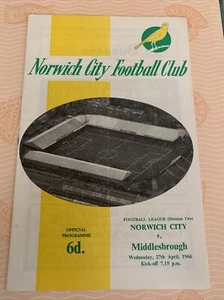 Norwich City Football Club
OFFICIAL
PROGRAMME
6d.
FOOTBALL LEAGUE (Division Two)
NORWICH CITY
v.
Middlesbrough
Wednesday, 27th April, 1966
Kick-off 7.15 p.m.